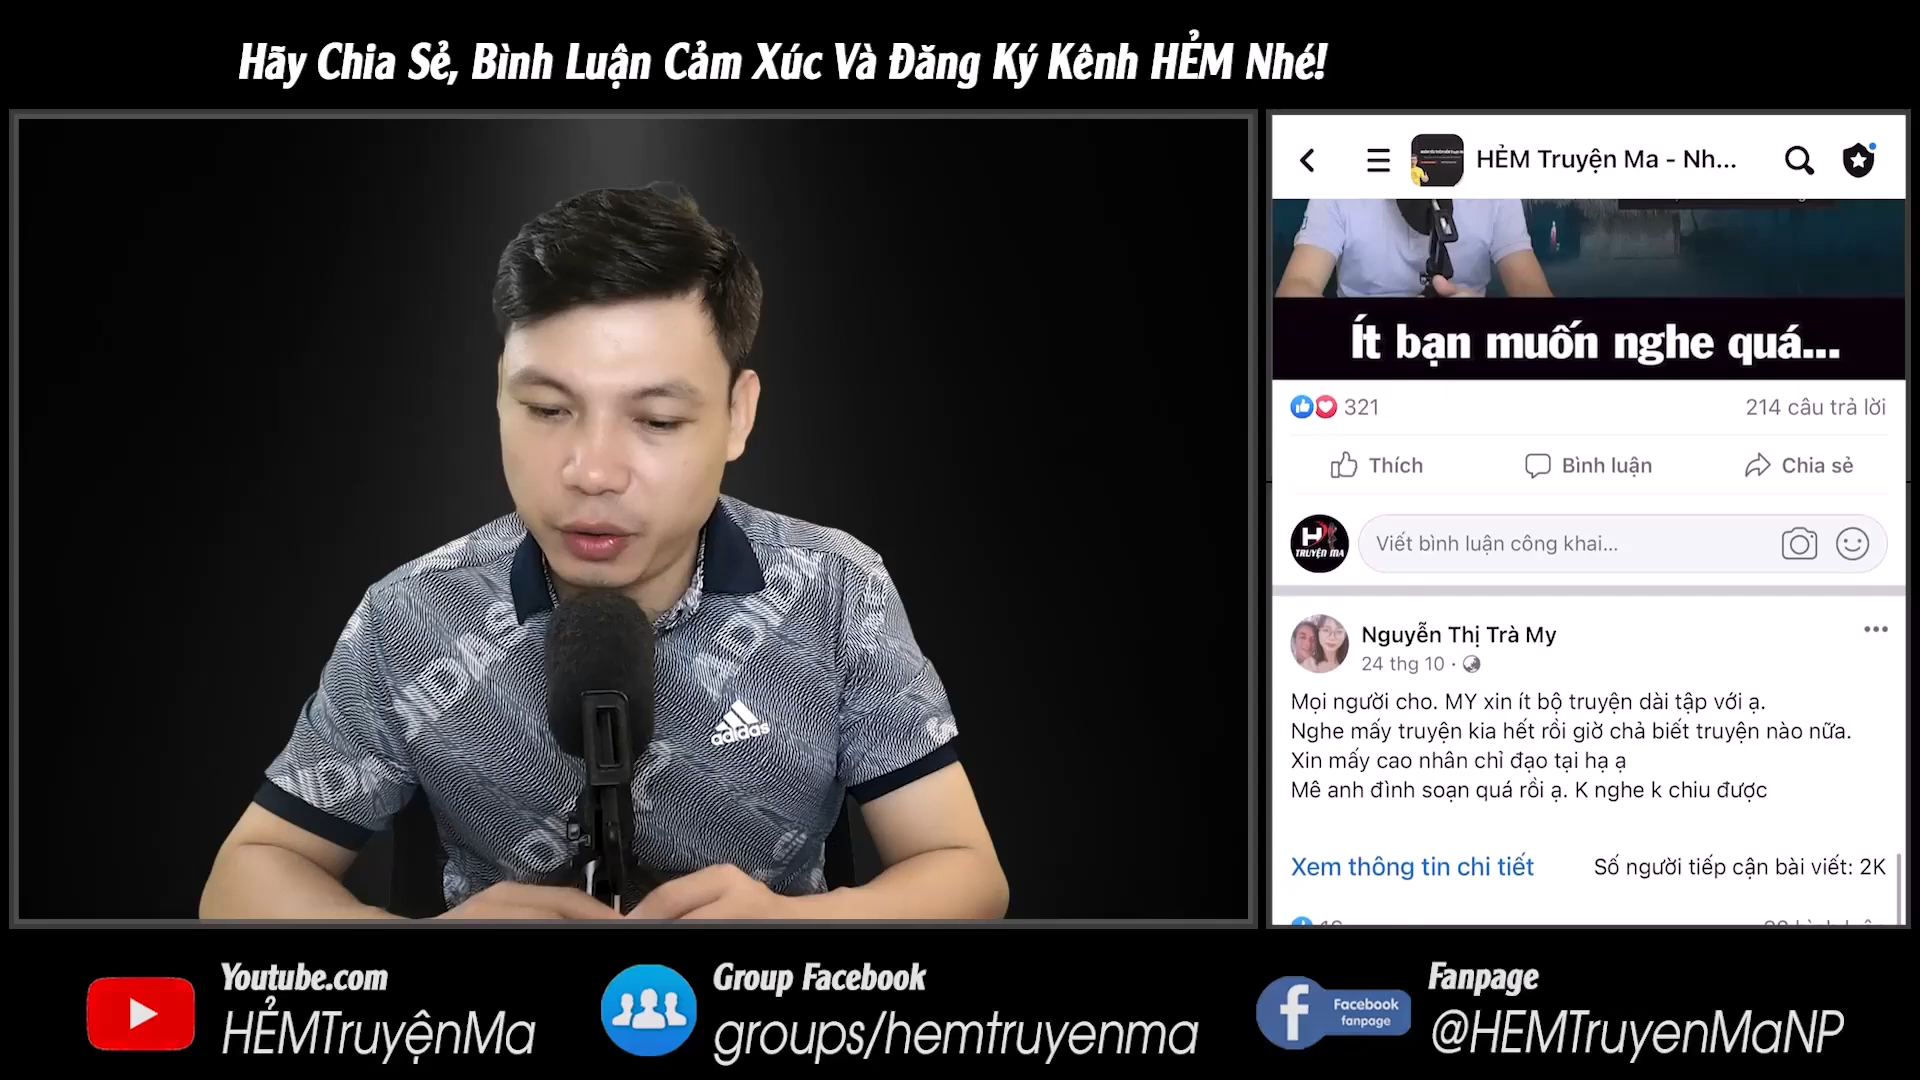 Hãy Chia Sẻ, Bình Luận Cảm Xúc Và Đăng Ký Kênh HẺM Nhé!
HẺM Truyện Ma - Nh...
Ít bạn muốn nghe quá...
321
214 câu trả lời
Thích
Bình luận
Chia sẻ
H
TRUYỆN MA
Viết bình luận công khai...
Nguyễn Thị Trà My
24 thg 10 ·
Mọi người cho. MY xin ít bộ truyện dài tập với ạ.
Nghe mấy truyện kia hết rồi giờ chả biết truyện nào nữa.
Xin mấy cao nhân chỉ đạo tại hạ ạ
Mê anh đình soạn quá rồi ạ. K nghe k chiu được
Xem thông tin chi tiết
Số người tiếp cận bài viết: 2K
adidas
Youtube.com
HẺMTruyệnMa
Group Facebook
groups/hemtruyenma
Facebook
fanpage
Fanpage
@HEMTruyenMaNP